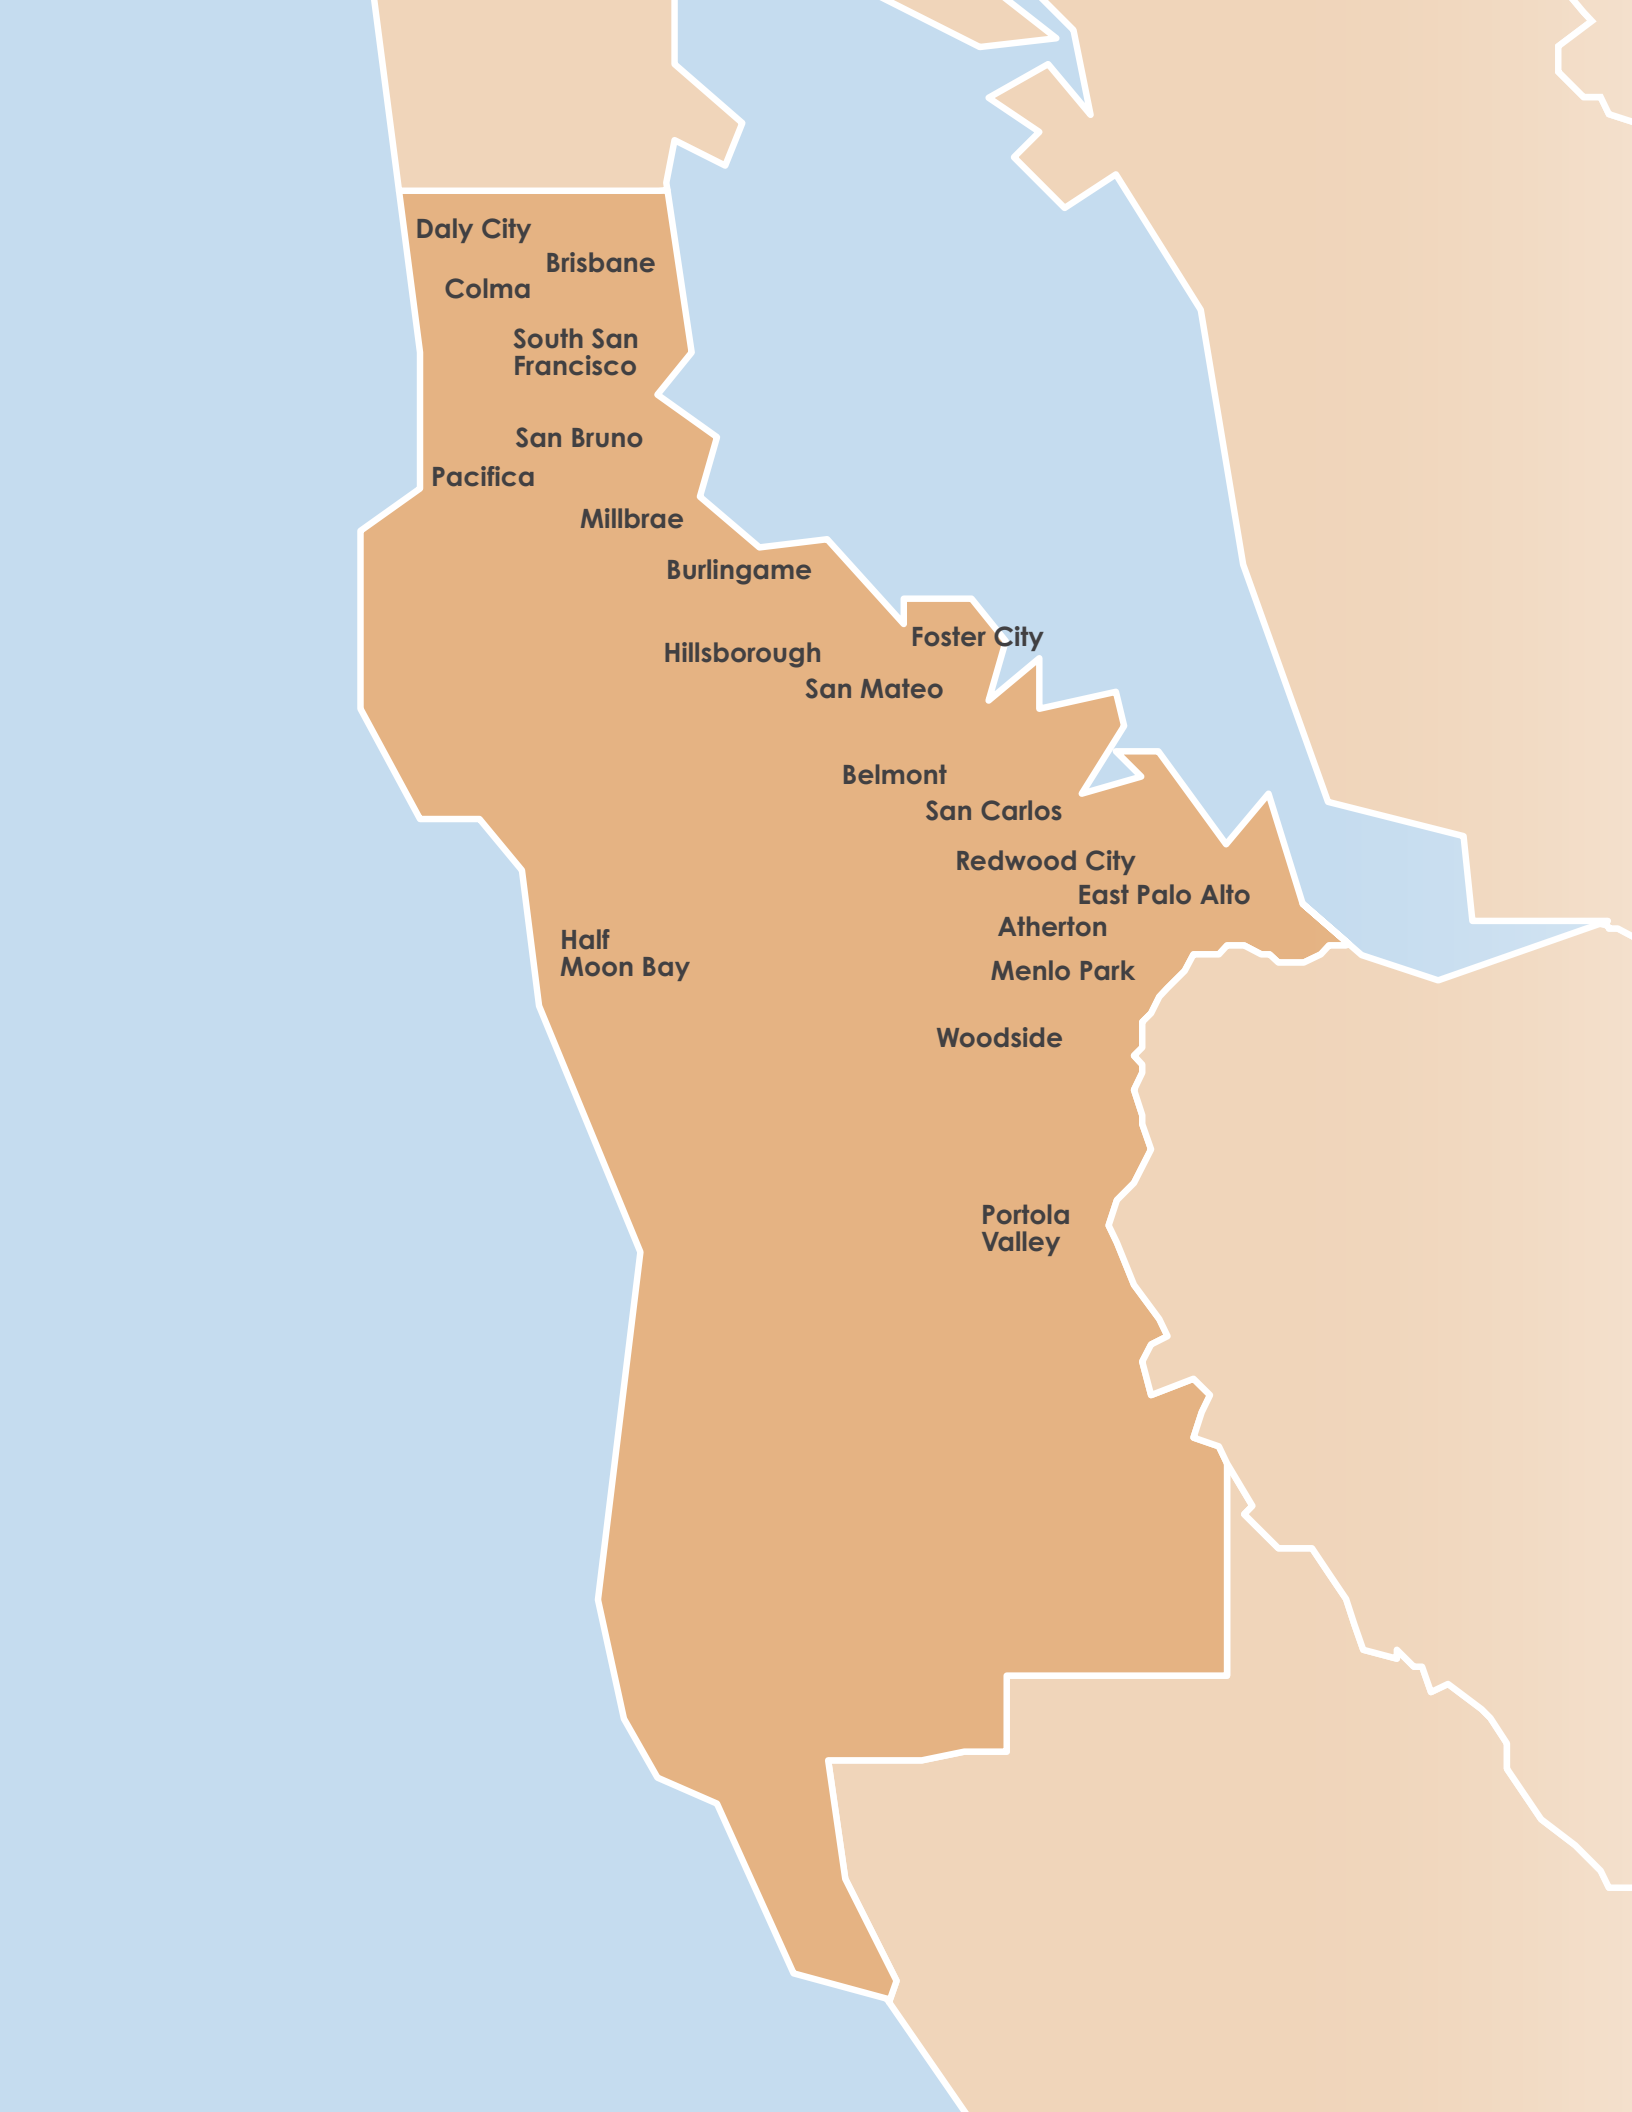 Daly City
Brisbane
Colma
South San
Francisco
San Bruno
Pacifica
Millbrae
Burlingame
Foster City
Hillsborough
San Mateo
Belmont
San Carlos
Redwood City
East Palo Alto
Atherton
Half
Moon Bay
Menlo Park
Woodside
Portola
Valley